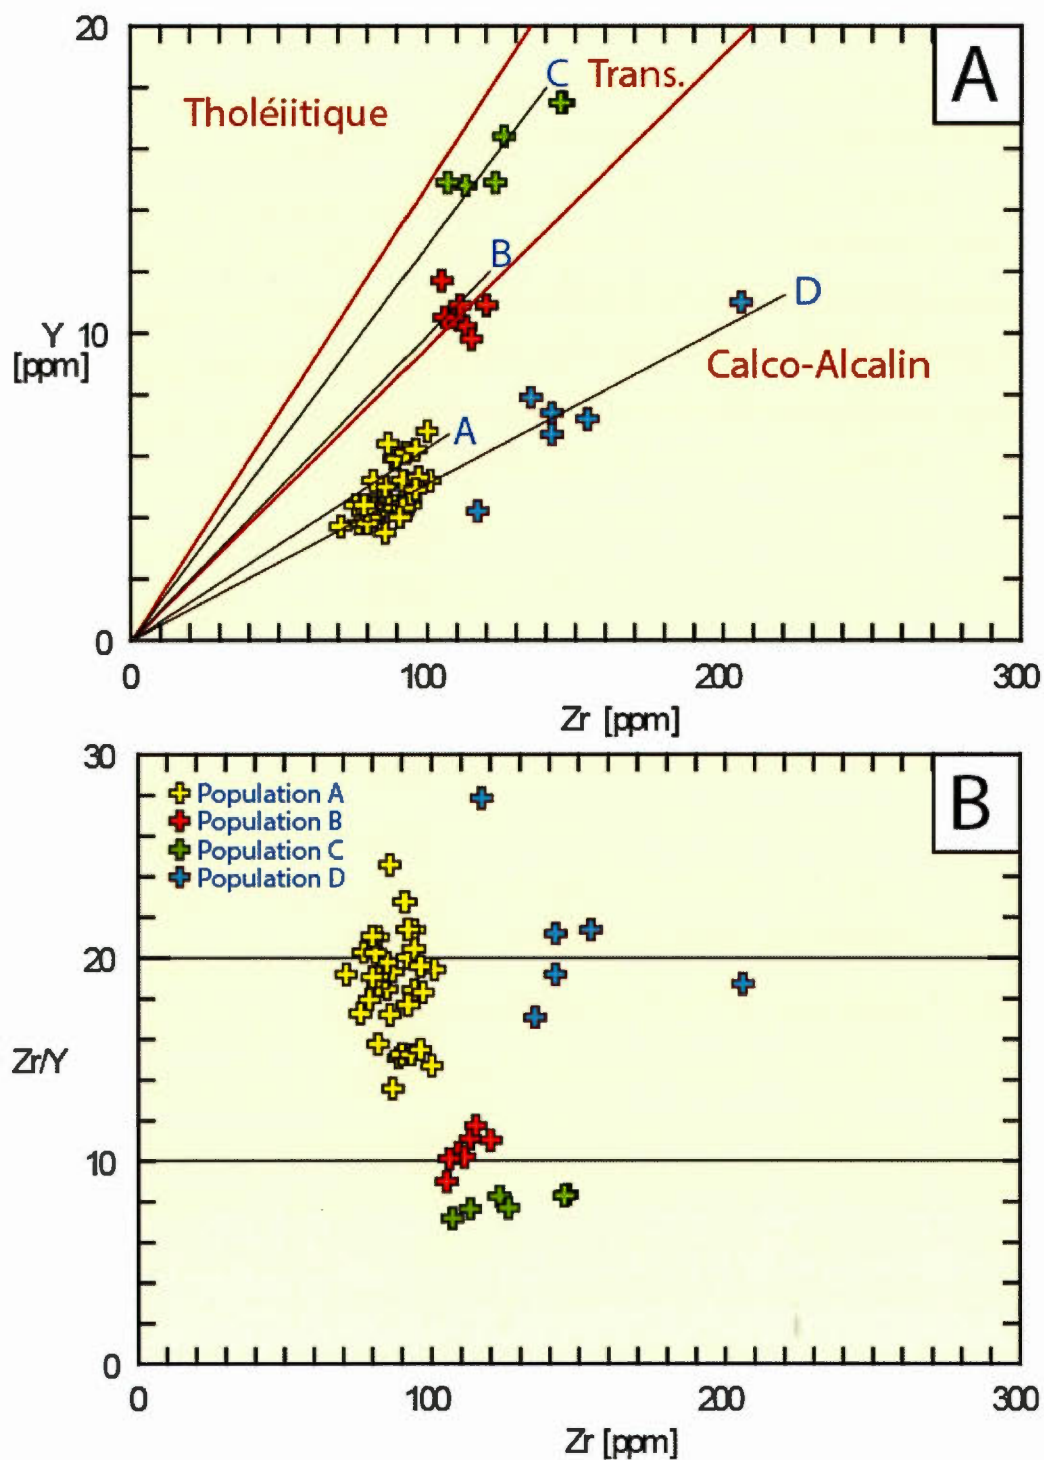 20
A
C
Trans.
Tholéiitique
B
Y
[ppm]
10
D
Calco-Alcalin
A
0
0 100 200 300
Zr [ppm]
30
B
Population A
Population B
Population C
Population D
20
Zr/Y
10
0
0 100 200 300
Zr [ppm]